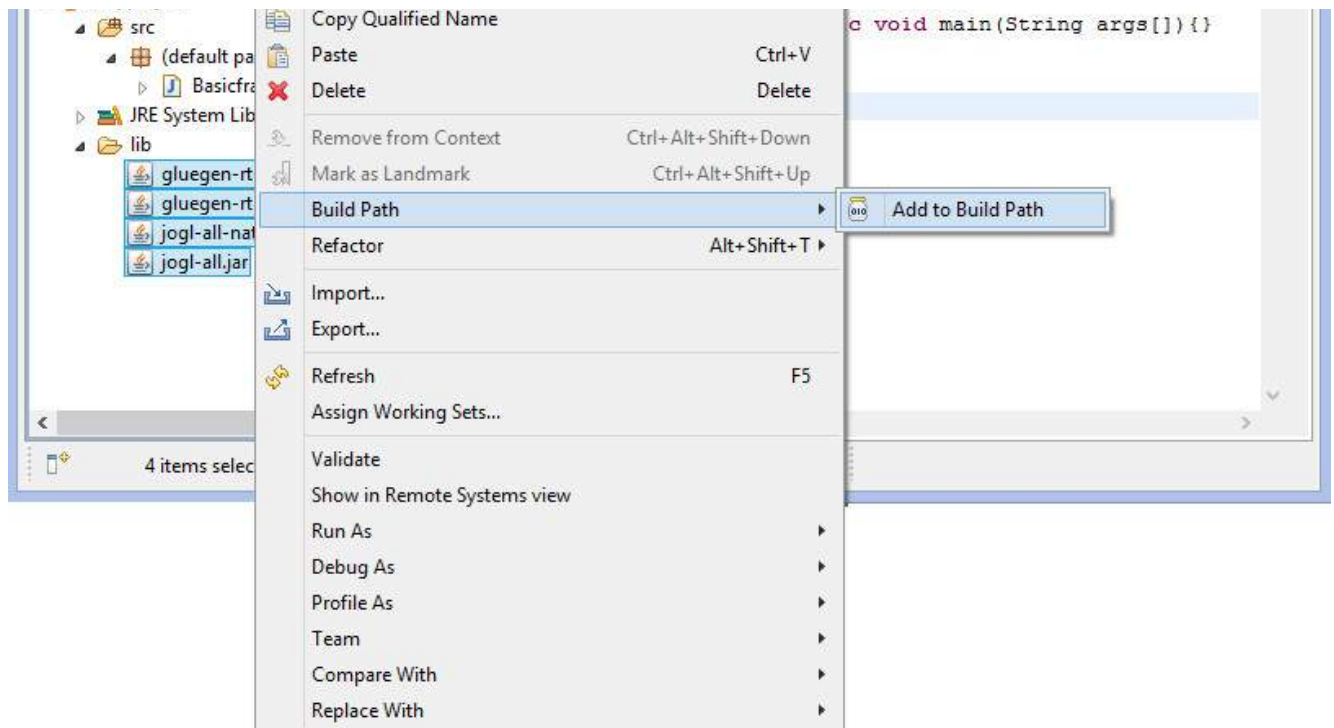 src
(default pa
Basicfra
JRE System Lib
lib
gluegen-rt
gluegen-rt
jogl-all-nat
jogl-all.jar
4 items selec
Copy Qualified Name
Paste Ctrl+V
Delete Delete
Remove from Context Ctrl+Alt+Shift+Down
Mark as Landmark Ctrl+Alt+Shift+Up
Build Path
Refactor Alt+Shift+T
Import...
Export...
Refresh F5
Assign Working Sets...
Validate
Show in Remote Systems view
Run As
Debug As
Profile As
Team
Compare With
Replace With
Add to Build Path
c void main(String args[]){}